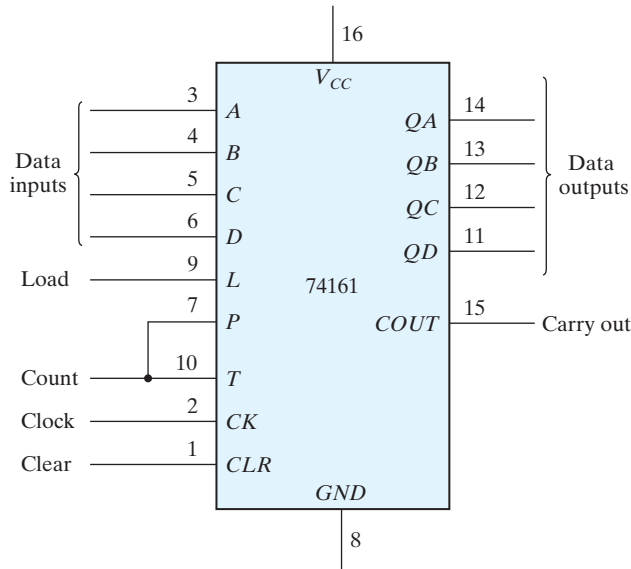 16
V_CC
3
A
14
QA
4
B
13
QB
Data
inputs
Data
outputs
5
C
12
QC
6
D
11
QD
Load
9
L
74161
7
P
15
COUT
Carry out
Count
10
T
Clock
2
CK
Clear
1
CLR
GND
8